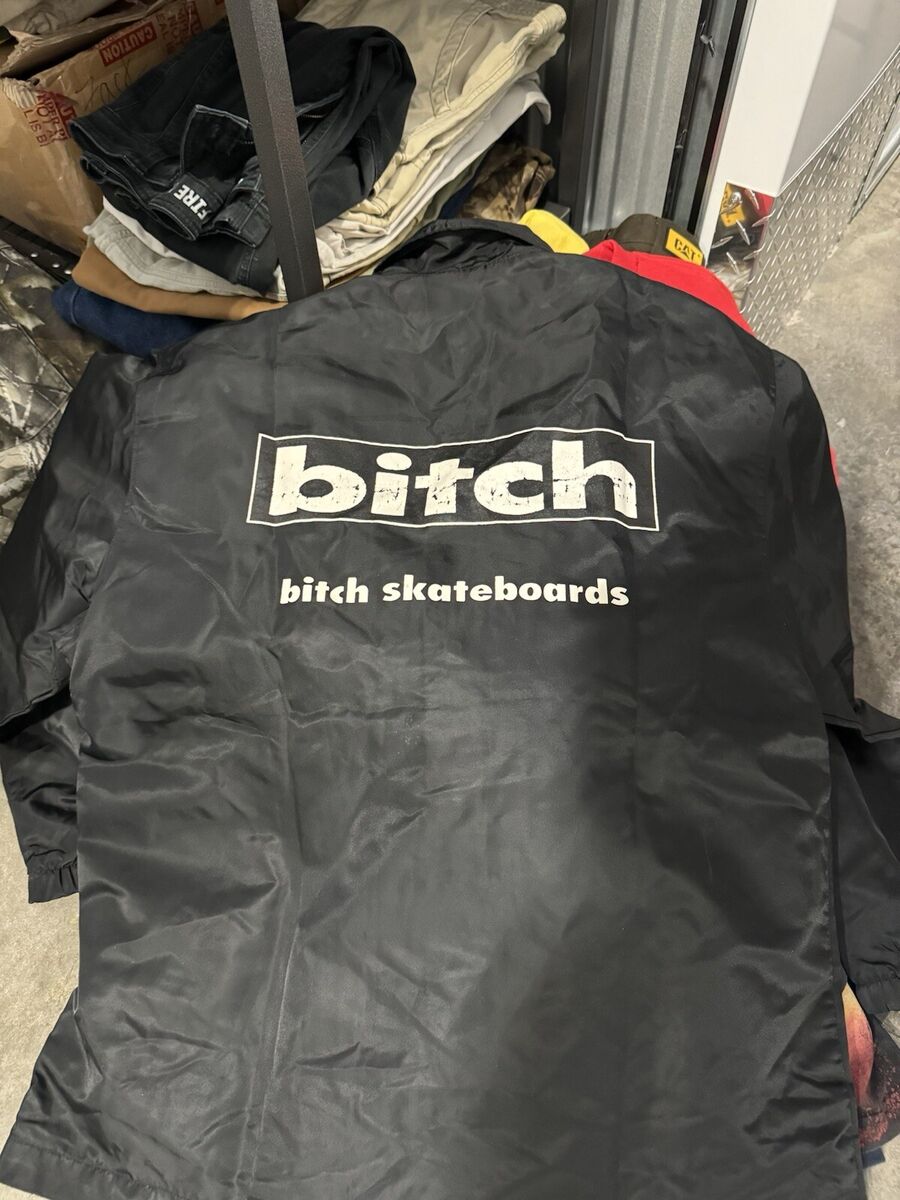 CAUTION
FIRE
CAT
bitch
bitch skateboards